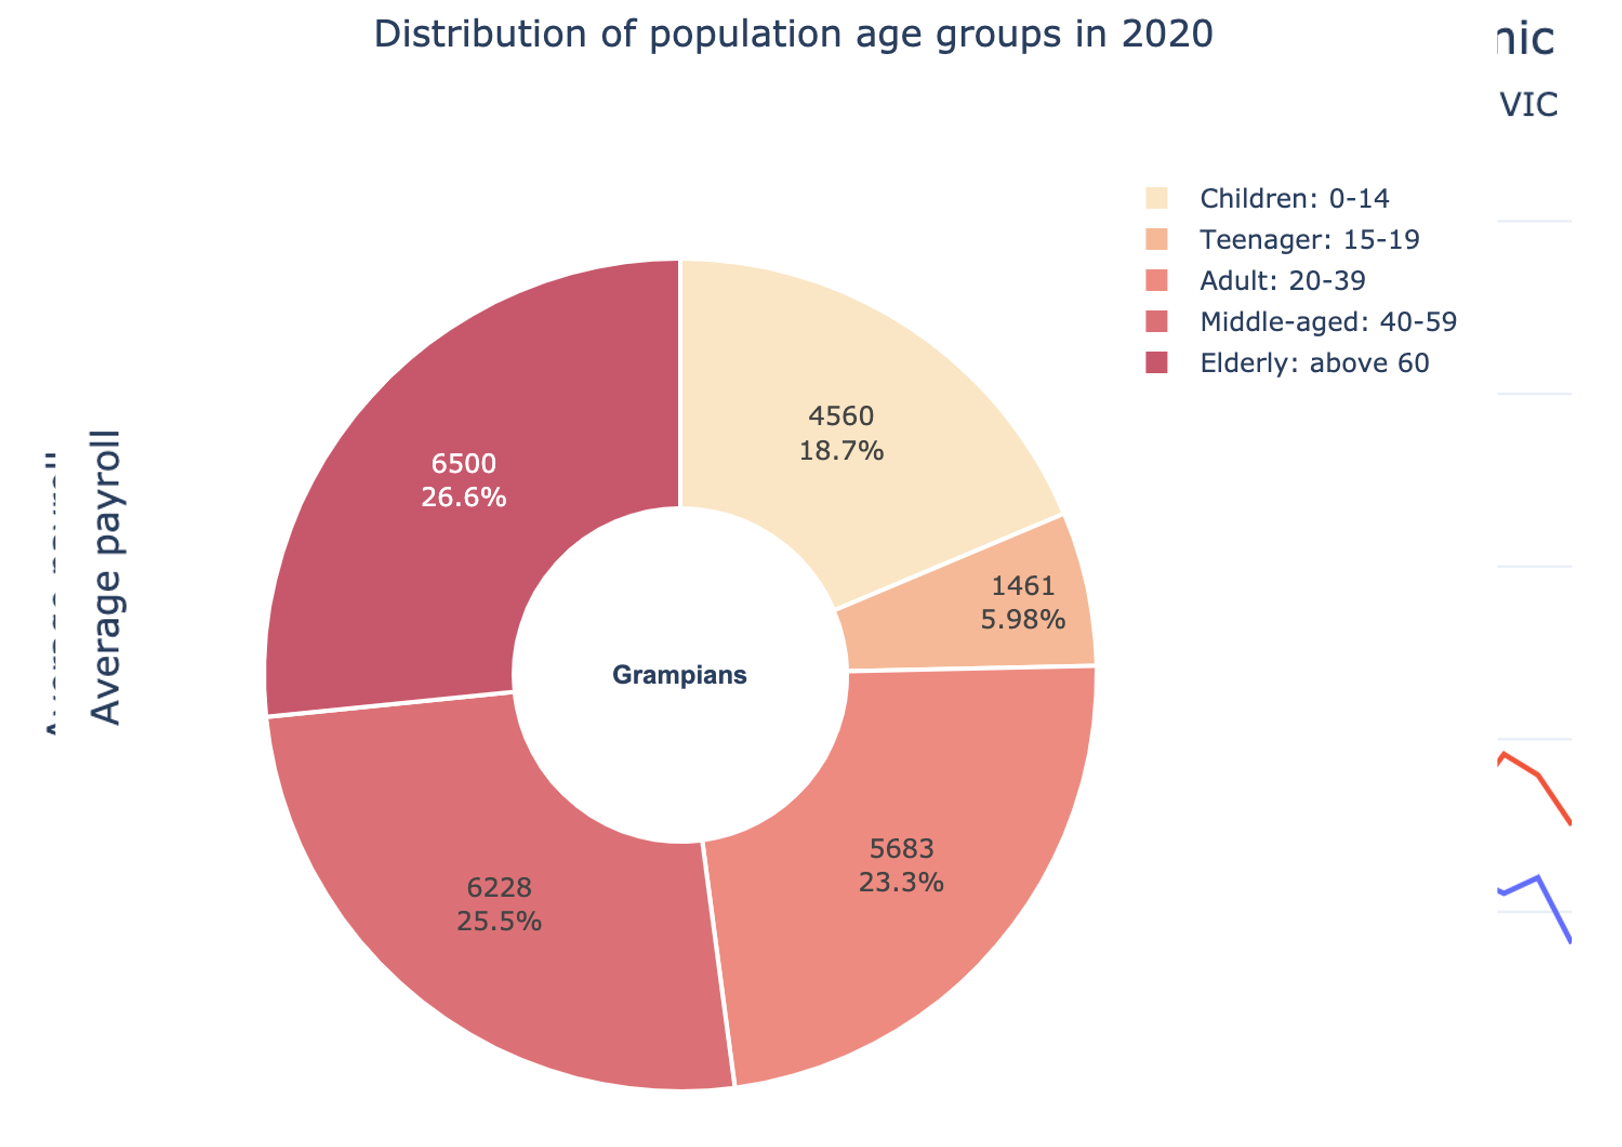 Distribution of population age groups in 2020
VIC
Children: 0-14
Teenager: 15-19
Adult: 20-39
Middle-aged: 40-59
Elderly: above 60
4560
18.7%
6500
26.6%
1461
5.98%
Average payroll
Grampians
5683
23.3%
6228
25.5%